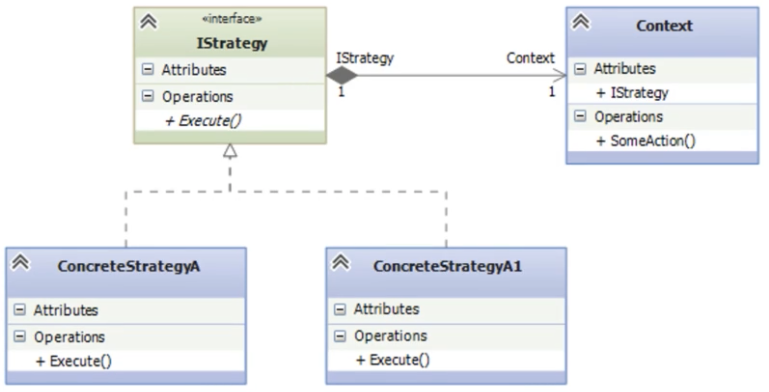 «interface»
IStrategy
Attributes
Operations
+ Execute()
IStrategy
1
Context
1
Context
Attributes
+ IStrategy
Operations
+ SomeAction()
ConcreteStrategyA
Attributes
Operations
+ Execute()
ConcreteStrategyA1
Attributes
Operations
+ Execute()